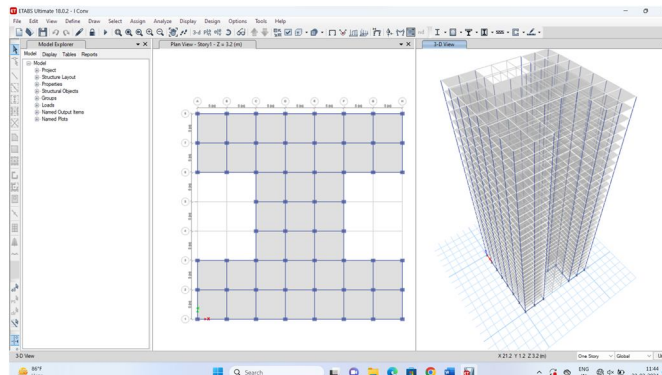 ETABS Ultimate 18.0.2 - I Conv
File Edit View Define Draw Select Assign Analyze Display Design Options Tools Help
Model Explorer
Plan View - Story1 - Z = 3.2 (m)
3-D View
Model Display Tables Reports
Model
Project
Structure Layout
Properties
Structural Objects
Groups
Loads
Named Output Items
Named Plots
3-D View
X 21.2 Y 1.2 Z 3.2 (m)
One Story
Global
86°F
Search
ENG
11:44